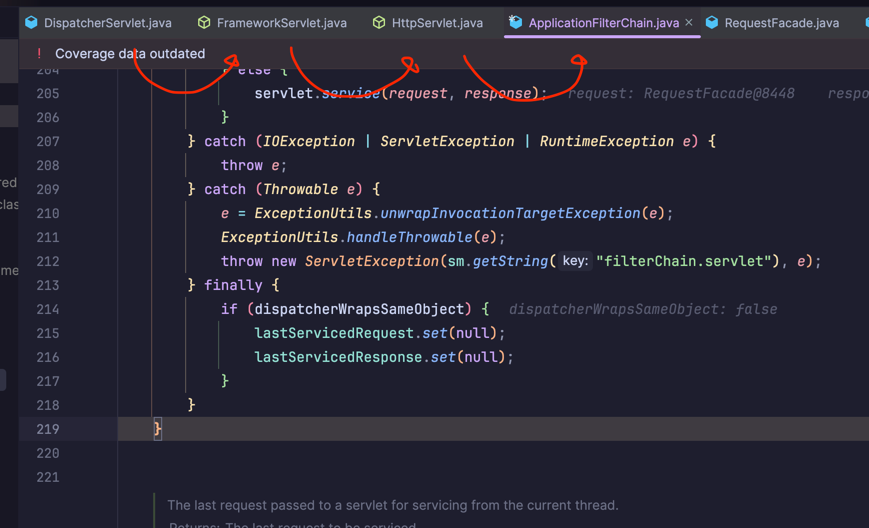 DispatcherServlet.java FrameworkServlet.java HttpServlet.java ApplicationFilterChain.java × RequestFacade.java
! Coverage data outdated
204 } else {
205 servlet.service(request, response); request: RequestFacade@8448 respo
206 }
red
207 } catch (IOException | ServletException | RuntimeException e) {
208 throw e;
clas
209 } catch (Throwable e) {
210 e = ExceptionUtils.unwrapInvocationTargetException(e);
211 ExceptionUtils.handleThrowable(e);
212 throw new ServletException(sm.getString( key: "filterChain.servlet"), e);
me
213 } finally {
214 if (dispatcherWrapsSameObject) { dispatcherWrapsSameObject: false
215 lastServicedRequest.set(null);
216 lastServicedResponse.set(null);
217 }
218 }
219 }
220
221
The last request passed to a servlet for servicing from the current thread.
Returns: The last request to be serviced